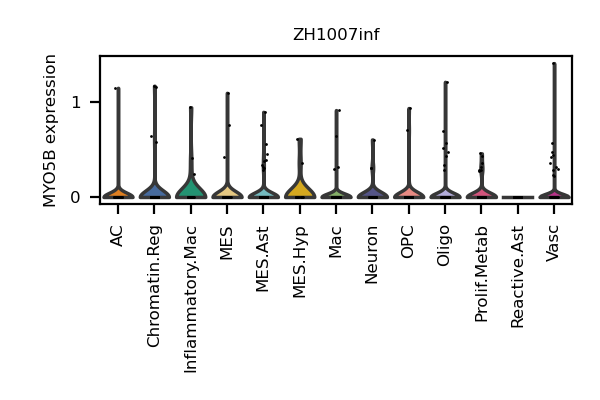 ZH1007inf
MYO5B expression
1
0
AC
Chromatin.Reg
Inflammatory.Mac
MES
MES.Ast
MES.Hyp
Mac
Neuron
OPC
Oligo
Prolif.Metab
Reactive.Ast
Vasc